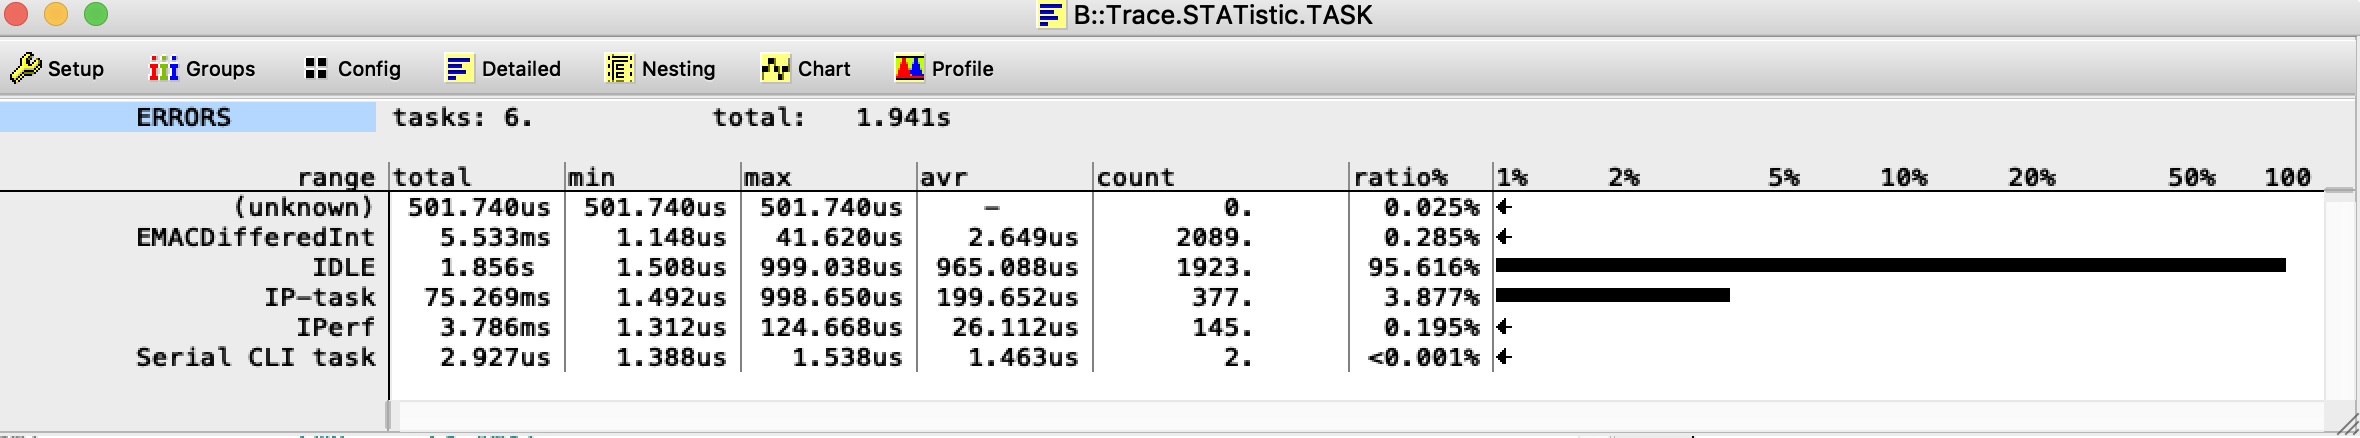 B::Trace.STATistic.TASK
Setup Groups Config Detailed Nesting Chart Profile
ERRORS tasks: 6. total: 1.941s
range total min max avr count ratio% 1% 2% 5% 10% 20% 50% 100
(unknown) 501.740us 501.740us 501.740us – 0. 0.025%
EMACDifferedInt 5.533ms 1.148us 41.620us 2.649us 2089. 0.285%
IDLE 1.856s 1.508us 999.038us 965.088us 1923. 95.616%
IP-task 75.269ms 1.492us 998.650us 199.652us 377. 3.877%
IPerf 3.786ms 1.312us 124.668us 26.112us 145. 0.195%
Serial CLI task 2.927us 1.388us 1.538us 1.463us 2. <0.001%